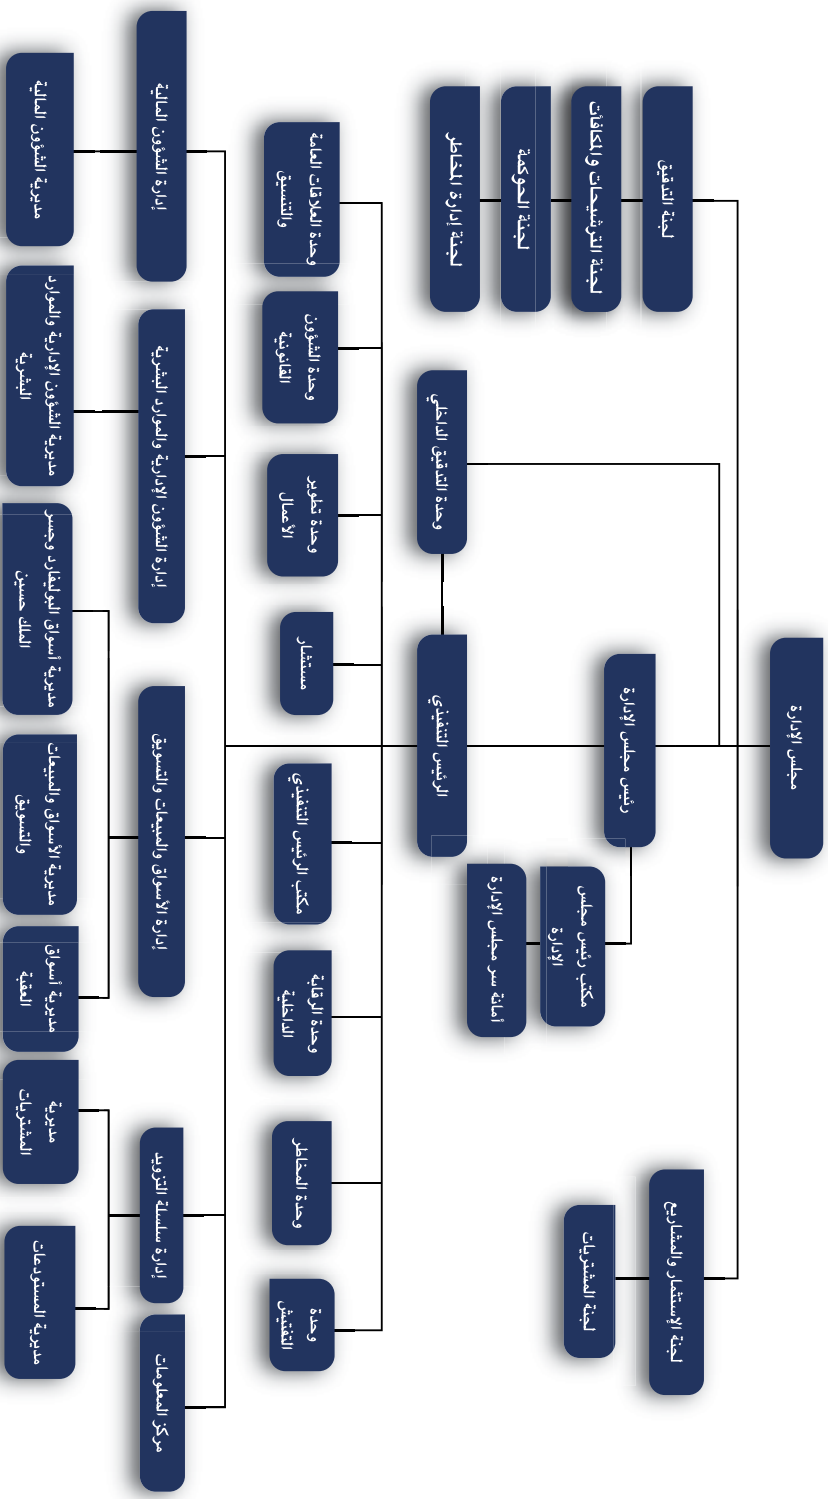 مجلس الإدارة
لجنة الإستثمار والمشاريع
لجنة المشتريات
لجنة التدقيق
لجنة الترشيحات والمكافآت
لجنة الحوكمة
لجنة إدارة المخاطر
رئيس مجلس الإدارة
مكتب رئيس مجلس
الإدارة
أمانة سر مجلس الإدارة
الرئيس التنفيذي
وحدة التدقيق الداخلي
وحدة
التفتيش
وحدة المخاطر
وحدة الرقابة
الداخلية
مكتب الرئيس التنفيذي
مستشار
وحدة تطوير
الأعمال
وحدة الشؤون
القانونية
وحدة العلاقات العامة
والتنسيق
مركز المعلومات
إدارة سلسلة التزويد
إدارة الأسواق والمبيعات والتسويق
إدارة الشؤون الإدارية والموارد البشرية
إدارة الشؤون المالية
مديرية المستودعات
مديرية
المشتريات
مديرية أسواق
العقبة
مديرية الأسواق والمبيعات
والتسويق
مديرية أسواق البوليفارد وجسر
الملك حسين
مديرية الشؤون الإدارية والموارد
البشرية
مديرية الشؤون المالية